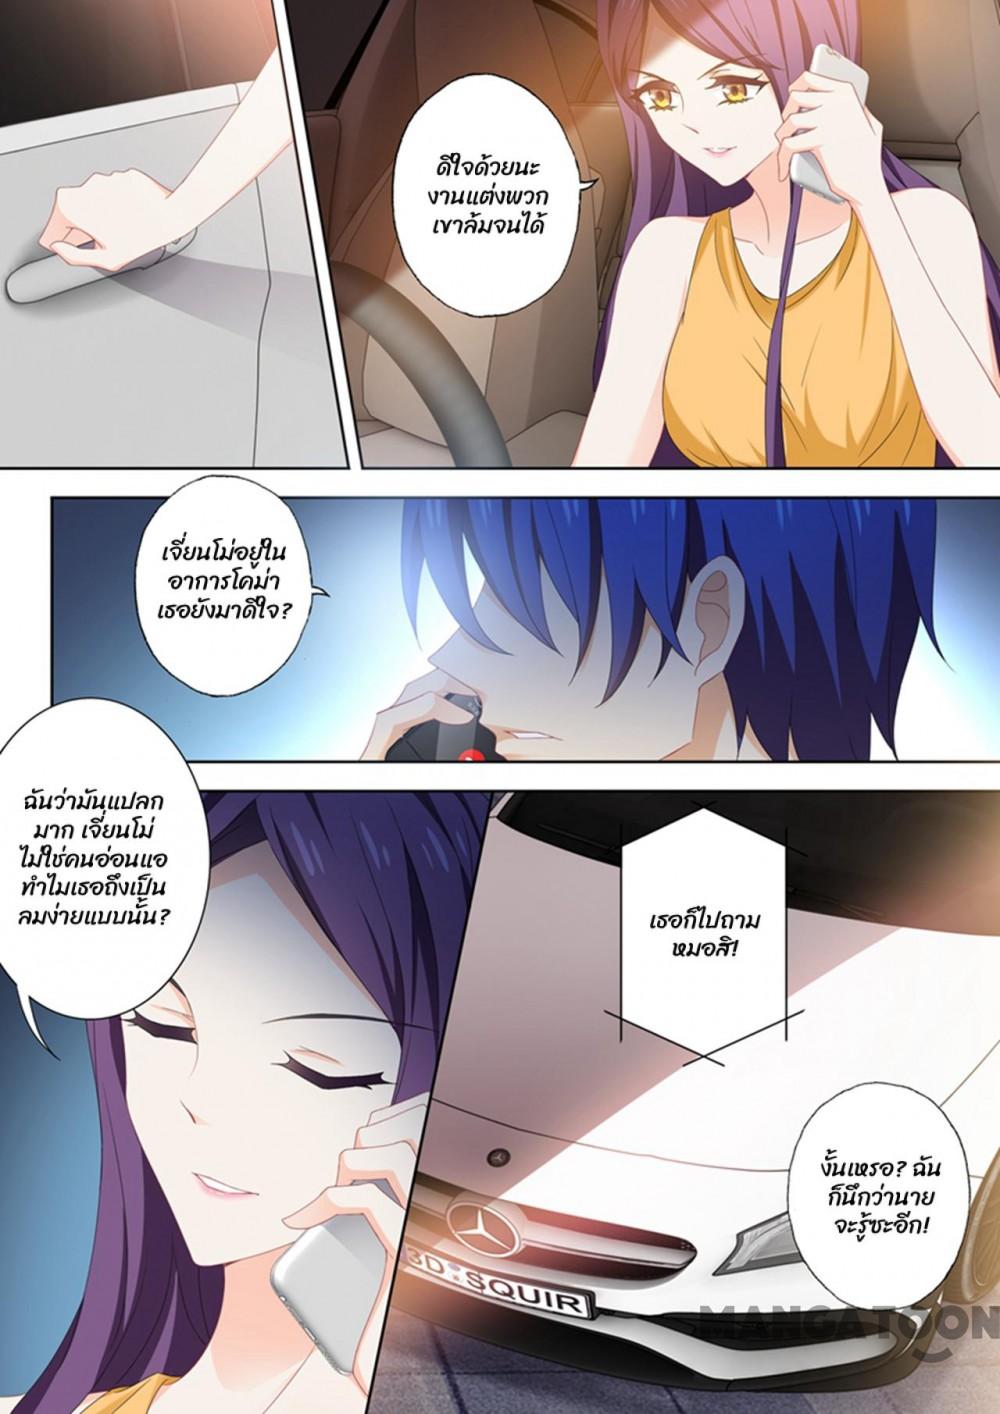 ดีใจด้วยนะ
งานแต่งพวก
เขาล้มจนได้
เจี่ยนโม่อยู่ใน
อาการโคม่า
เธอยังมาดีใจ?
ฉันว่ามันแปลก
มาก เจี่ยนโม่
ไม่ใช่คนอ่อนแอ
ทำไมเธอถึงเป็น
ลมง่ายแบบนั้น?
เธอก็ไปถาม
หมอสิ!
งั้นเหรอ? ฉัน
ก็นึกว่านาย
จะรู้ซะอีก!
3D SQUIR
MANGATOON